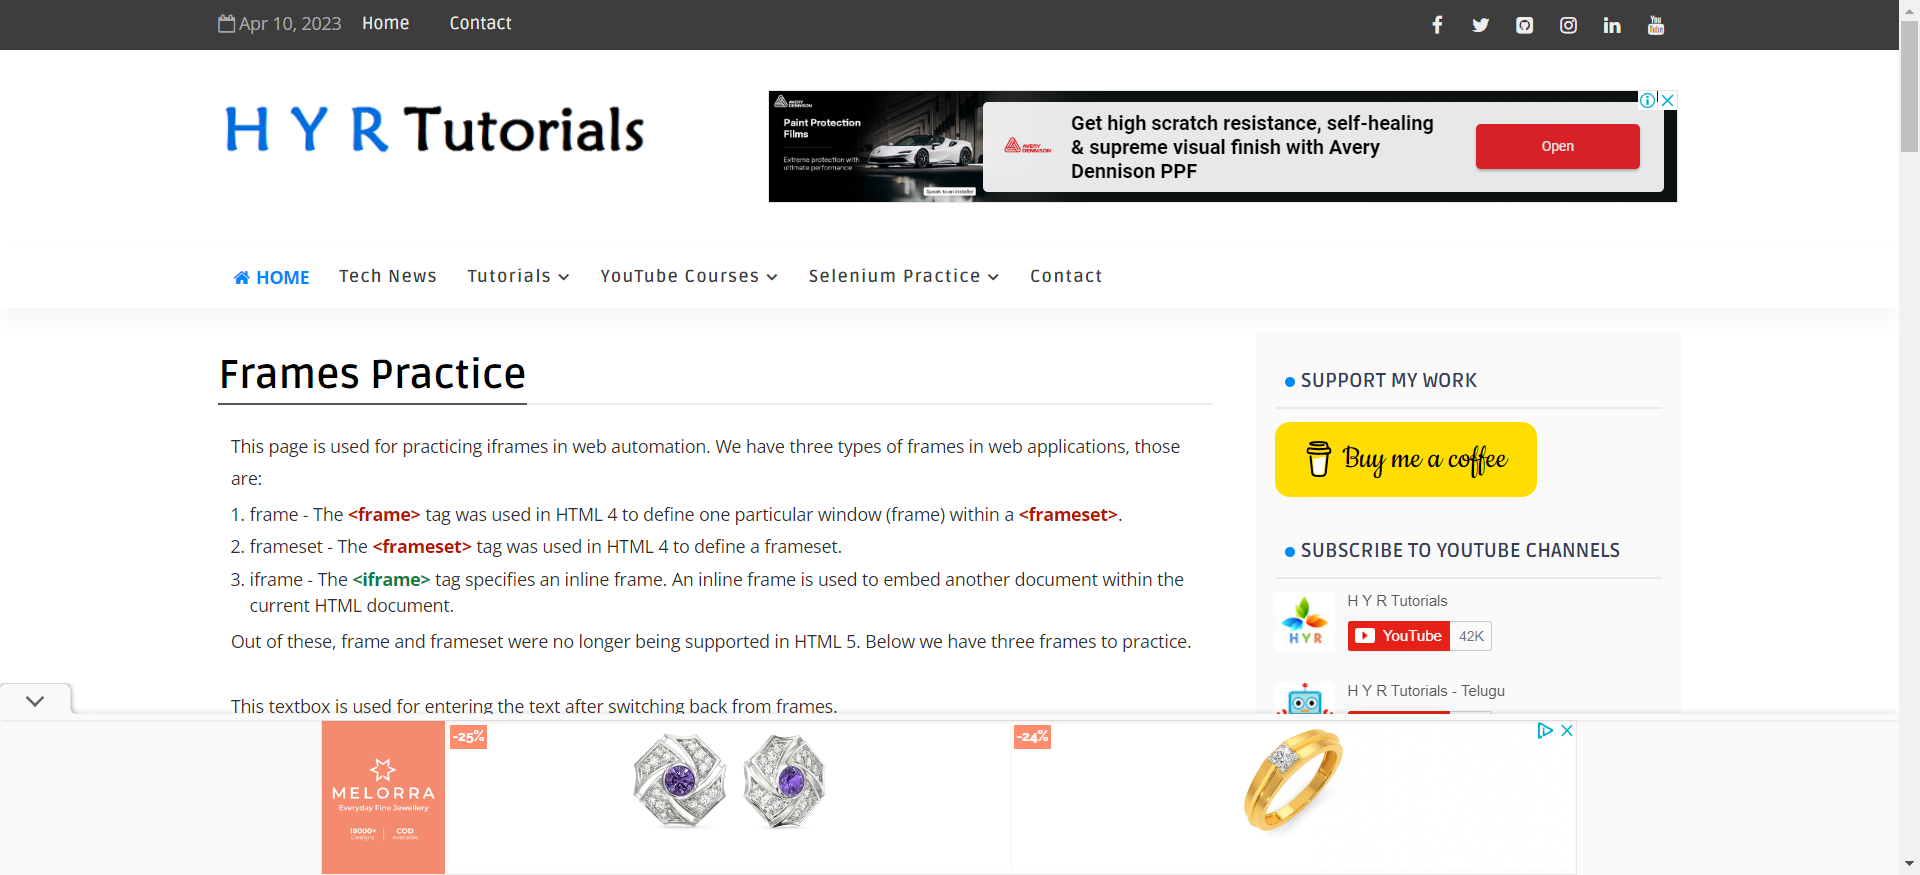 Apr 10, 2023 Home Contact
You
Tube
H Y R Tutorials
AVERY
DENNISON
Paint Protection
Films
Extreme protection with
ultimate performance
Speak to an installer
AVERY
DENNISON
Get high scratch resistance, self-healing
& supreme visual finish with Avery
Dennison PPF
Open
HOME Tech News Tutorials YouTube Courses Selenium Practice Contact
Frames Practice
This page is used for practicing iframes in web automation. We have three types of frames in web applications, those
are:
1. frame - The <frame> tag was used in HTML 4 to define one particular window (frame) within a <frameset>.
2. frameset - The <frameset> tag was used in HTML 4 to define a frameset.
3. iframe - The <iframe> tag specifies an inline frame. An inline frame is used to embed another document within the
current HTML document.
Out of these, frame and frameset were no longer being supported in HTML 5. Below we have three frames to practice.
This textbox is used for entering the text after switching back from frames.
SUPPORT MY WORK
Buy me a coffee
SUBSCRIBE TO YOUTUBE CHANNELS
H Y R Tutorials
HYR
YouTube 42K
H Y R Tutorials - Telugu
MELORRA
Everyday Fine Jewellery
18000+ COD
Designs Available
-25%
-24%